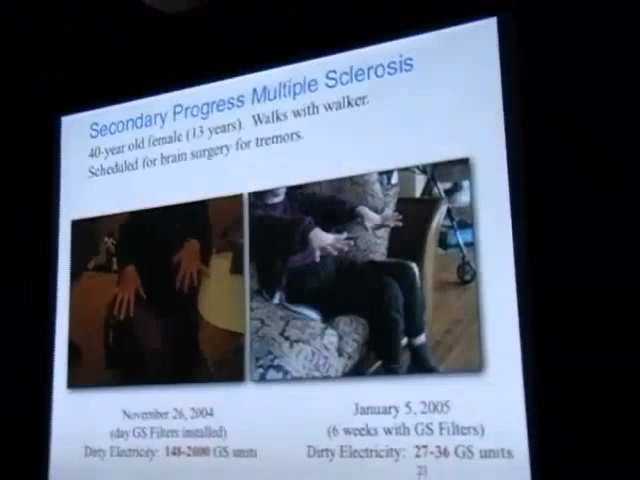 Secondary Progress Multiple Sclerosis
40-year old female (13 years). Walks with walker.
Scheduled for brain surgery for tremors.
November 26, 2004
(day GS Filters installed)
Dirty Electricity: 148-2000 GS units
January 5, 2005
(6 weeks with GS Filters)
Dirty Electricity: 27-36 GS units
21